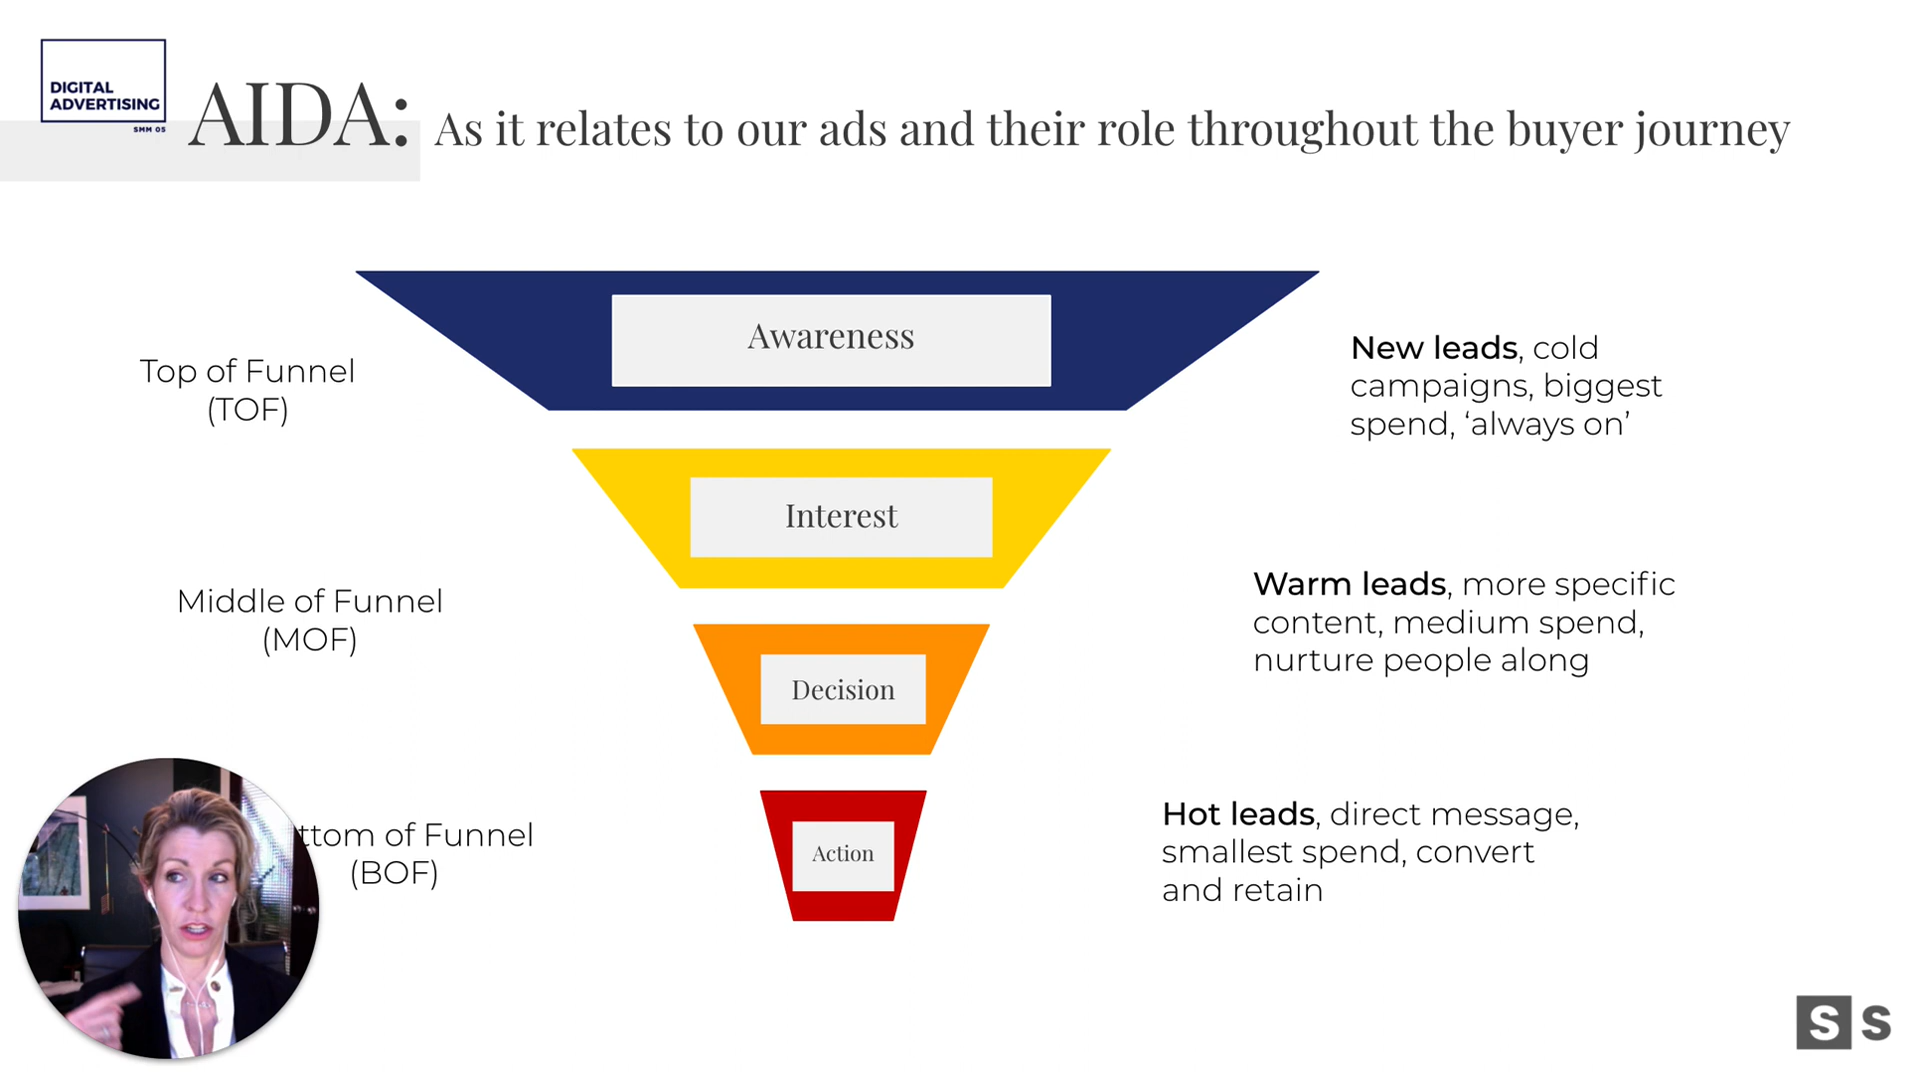 DIGITAL
ADVERTISING
SMM 05
AIDA: As it relates to our ads and their role throughout the buyer journey
Awareness
Top of Funnel
(TOF)
New leads, cold
campaigns, biggest
spend, ‘always on’
Interest
Middle of Funnel
(MOF)
Warm leads, more specific
content, medium spend,
nurture people along
Decision
ttom of Funnel
(BOF)
Action
Hot leads, direct message,
smallest spend, convert
and retain
S S